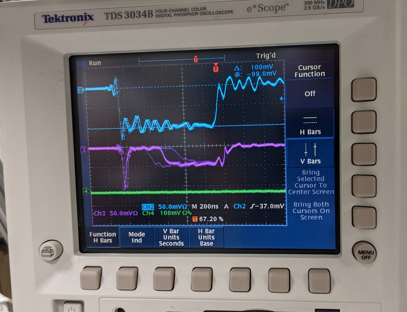 Tektronix TDS 3034B FOUR CHANNEL COLOR
DIGITAL PHOSPHOR OSCILLOSCOPE
e*Scope
300 MHz
2.5 GS/s
DPO
Run
Trig'd
Δ: 100mV
@: -99.0mV
Cursor
Function
Off
H Bars
V Bars
Bring
Selected
Cursor To
Center Screen
Bring Both
Cursors On
Screen
Ch2 50.0mVΩ M 200ns A Ch2 -37.0mV
Ch3 50.0mVΩ Ch4 100mVΩ
67.20 %
Function
H Bars
Mode
Ind
V Bar
Units
Seconds
H Bar
Units
Base
MENU
OFF